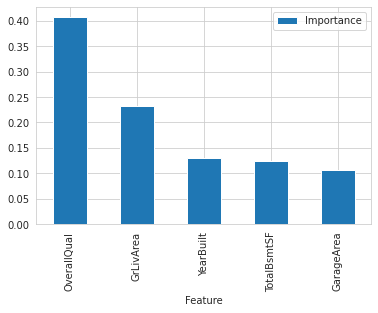 Importance
0.40
0.35
0.30
0.25
0.20
0.15
0.10
0.05
0.00
OverallQual
GrLivArea
YearBuilt
TotalBsmtSF
GarageArea
Feature